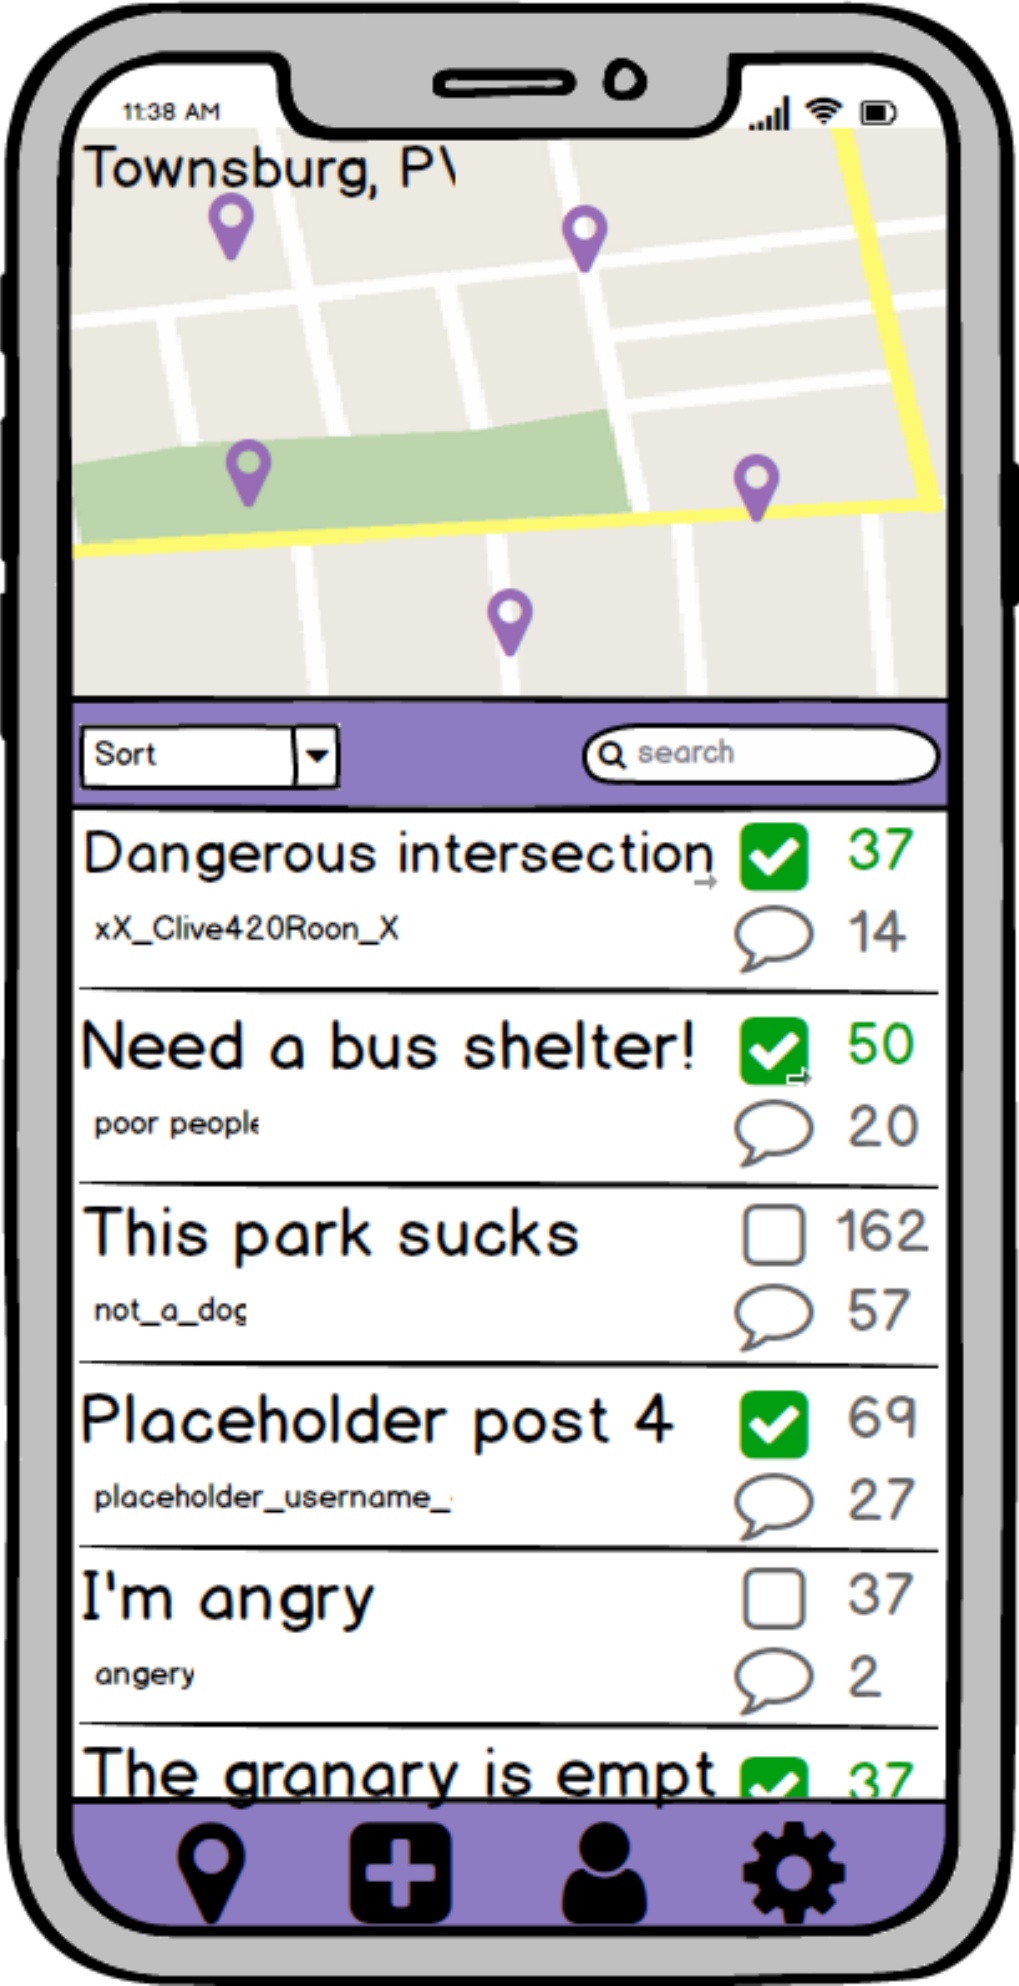 11:38 AM
Townsburg, P
Sort
search
Dangerous intersection 37
xX_Clive420Roon_X 14
Need a bus shelter! 50
poor people 20
This park sucks 162
not_a_dog 57
Placeholder post 4 69
placeholder_username_ 27
I'm angry 37
angery 2
The granary is empt 37